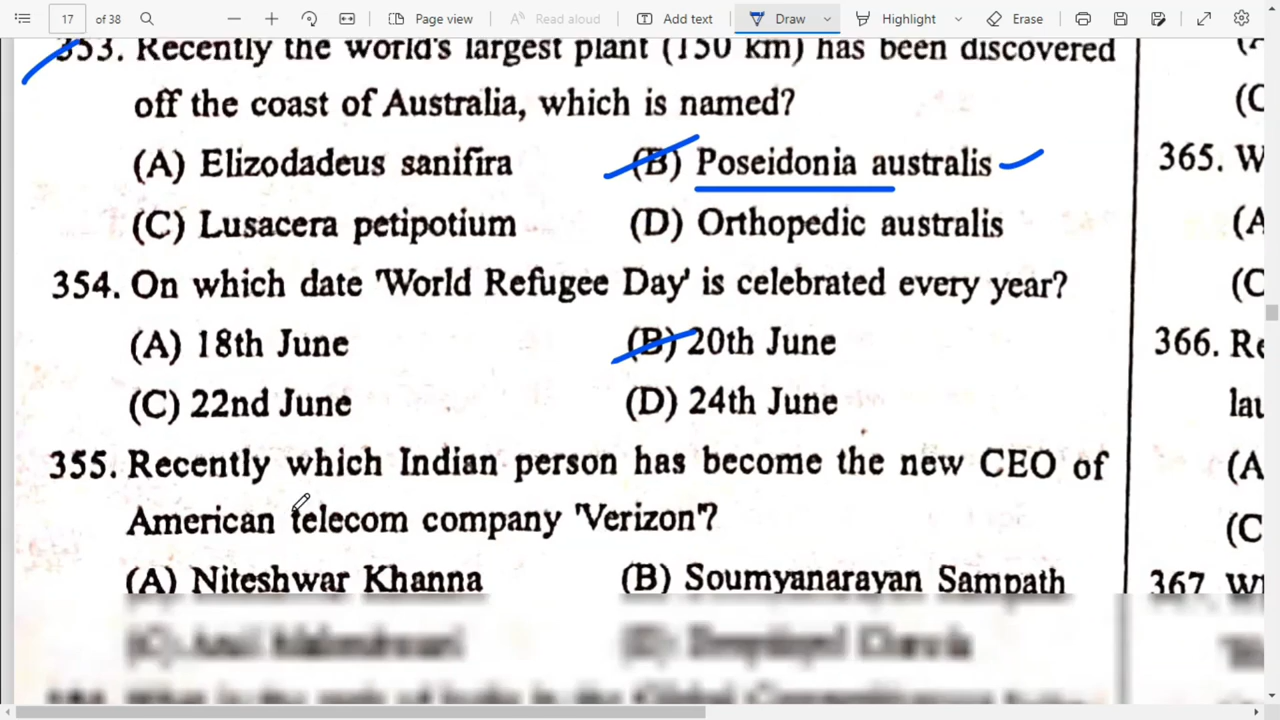 17 of 38 Page view Read aloud Add text Draw Highlight Erase
353. Recently the world's largest plant (150 km) has been discovered
off the coast of Australia, which is named?
(A) Elizodadeus sanifira (B) Poseidonia australis
(C) Lusacera petipotium (D) Orthopedic australis
354. On which date 'World Refugee Day' is celebrated every year?
(A) 18th June (B) 20th June
(C) 22nd June (D) 24th June
355. Recently which Indian person has become the new CEO of
American telecom company 'Verizon'?
(A) Niteshwar Khanna (B) Soumyanarayan Sampath
(C
365. W
(A
(C
366. Re
lau
(A
(C
367